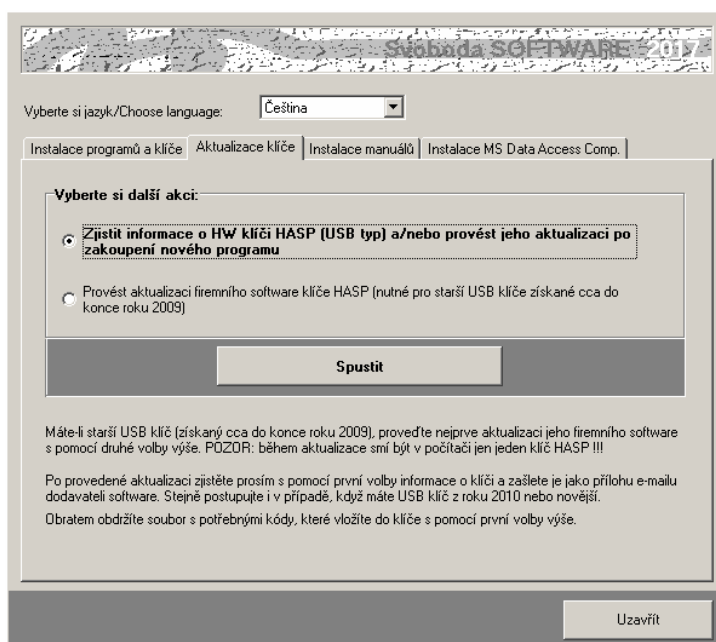 Svoboda SOFTWARE 2017
Vyberte si jazyk/Choose language:
Čeština
Instalace programů a klíče
Aktualizace klíče
Instalace manuálů
Instalace MS Data Access Comp.
Vyberte si další akci:
Zjistit informace o HW klíči HASP (USB typ) a/nebo provést jeho aktualizaci po
zakoupení nového programu
Provést aktualizaci firemního software klíče HASP (nutné pro starší USB klíče získané cca do
konce roku 2009)
Spustit
Máte-li starší USB klíč (získaný cca do konce roku 2009), proveďte nejprve aktualizaci jeho firemního software
s pomocí druhé volby výše. POZOR: během aktualizace smí být v počítači jen jeden klíč HASP !!!
Po provedené aktualizaci zjistěte prosím s pomocí první volby informace o klíči a zašlete je jako přílohu e-mailu
dodavateli software. Stejně postupujte i v případě, když máte USB klíč z roku 2010 nebo novější.
Obratem obdržíte soubor s potřebnými kódy, které vložíte do klíče s pomocí první volby výše.
Uzavřít